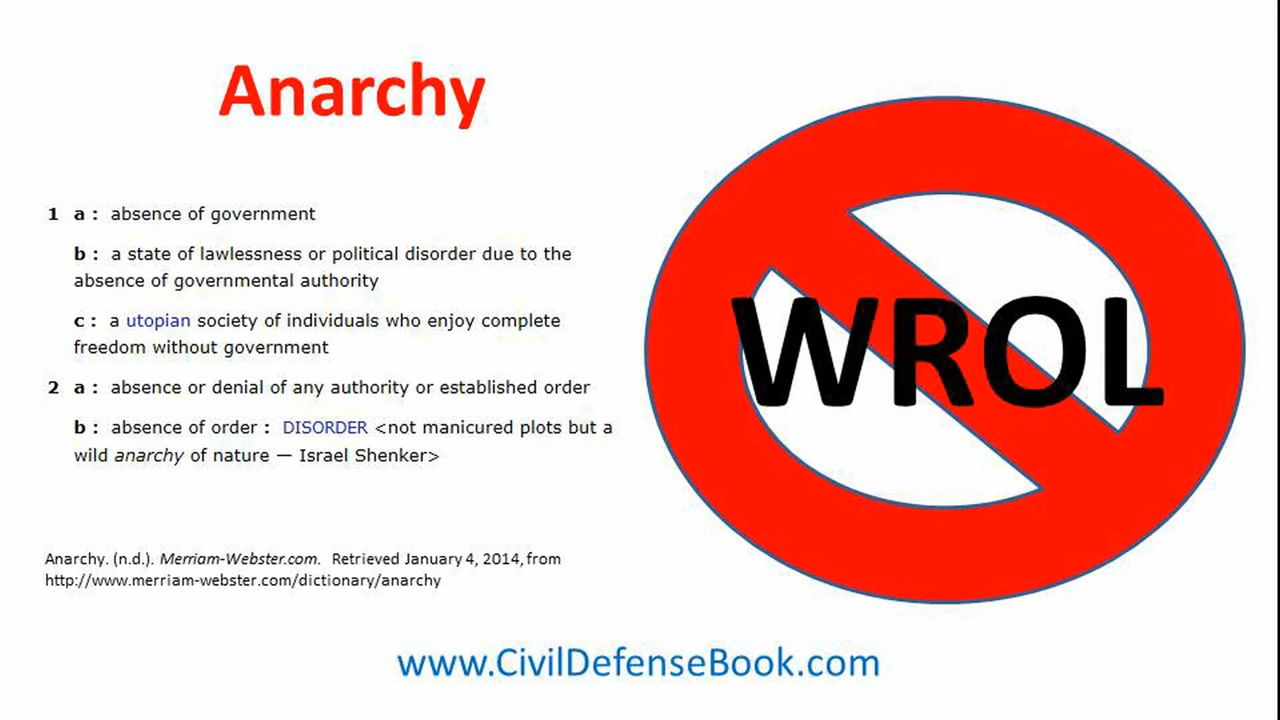 Anarchy
1 a : absence of government
b : a state of lawlessness or political disorder due to the
absence of governmental authority
c : a utopian society of individuals who enjoy complete
freedom without government
2 a : absence or denial of any authority or established order
b : absence of order : DISORDER <not manicured plots but a
wild anarchy of nature — Israel Shenker>
Anarchy. (n.d.). Merriam-Webster.com. Retrieved January 4, 2014, from
http://www.merriam-webster.com/dictionary/anarchy
WROL
www.CivilDefenseBook.com